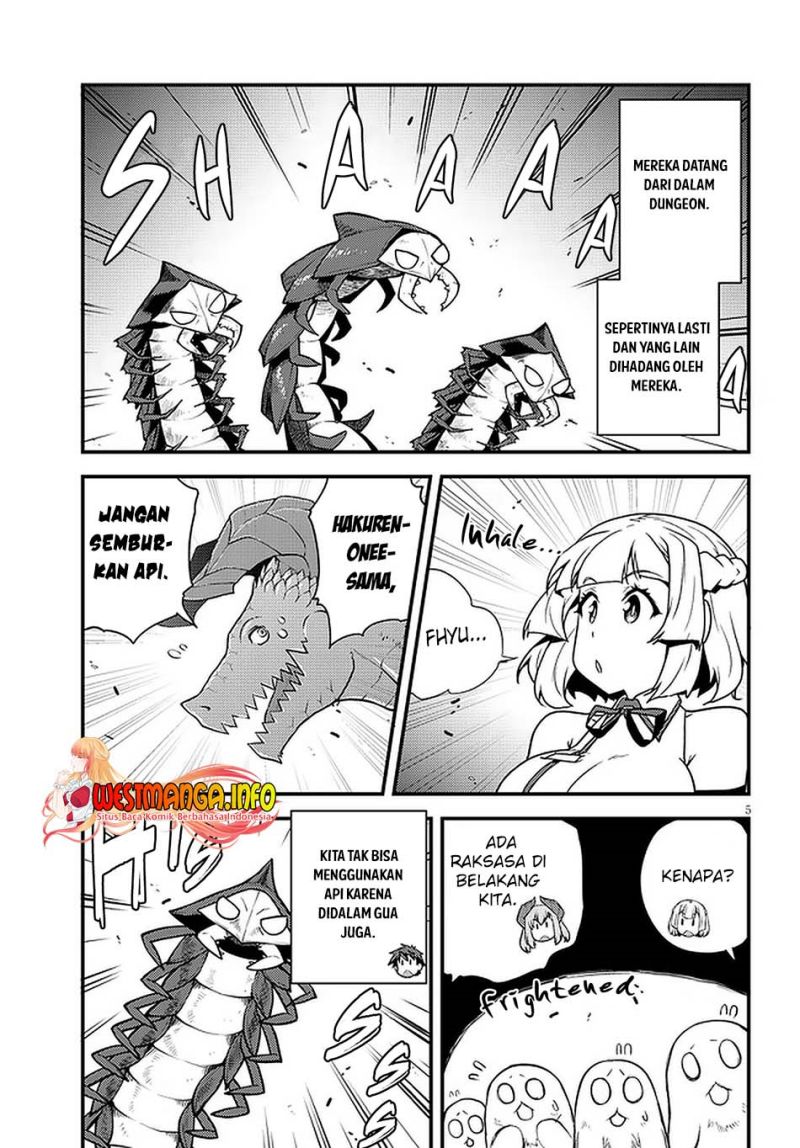 SHAAAAA
MEREKA DATANG
DARI DALAM
DUNGEON.
SEPERTINYA LASTI
DAN YANG LAIN
DIHADANG OLEH
MEREKA.
Inhale...
FHYU...
HAKUREN-
ONEE-
SAMA,
JANGAN
SEMBUR-
KAN API.
WESTMANGA.INFO
Situs Baca Komik Berbahasa Indonesia
5
KENAPA?
ADA
RAKSASA DI
BELAKANG
KITA.
frightened
KITA TAK BISA
MENGGUNAKAN
API KARENA
DIDALAM GUA
JUGA.
HISSSS